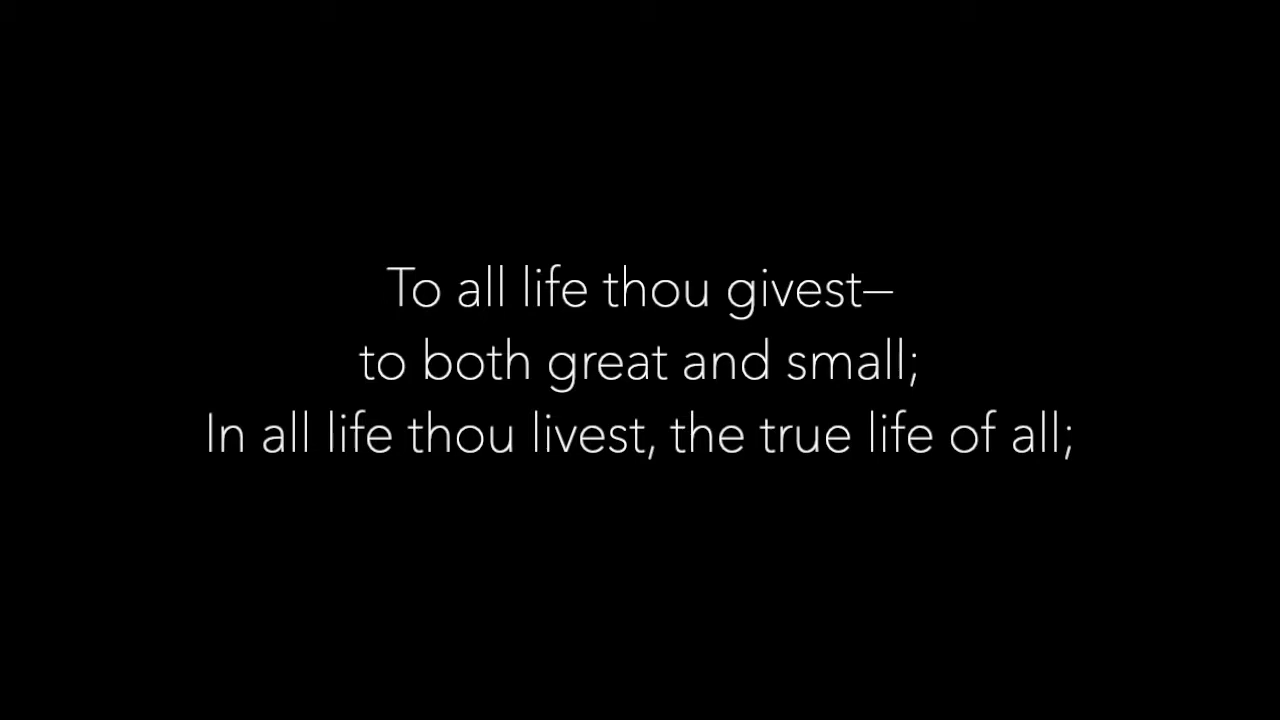 To all life thou givest–
to both great and small;
In all life thou livest, the true life of all;